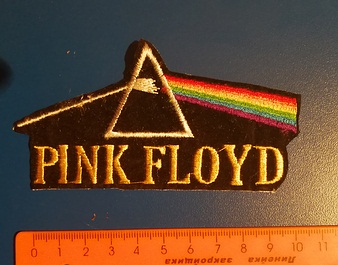 PINK FLOYD
0 1 2 3 4 5 6 7 8 9 10 11
Линейка закройщика